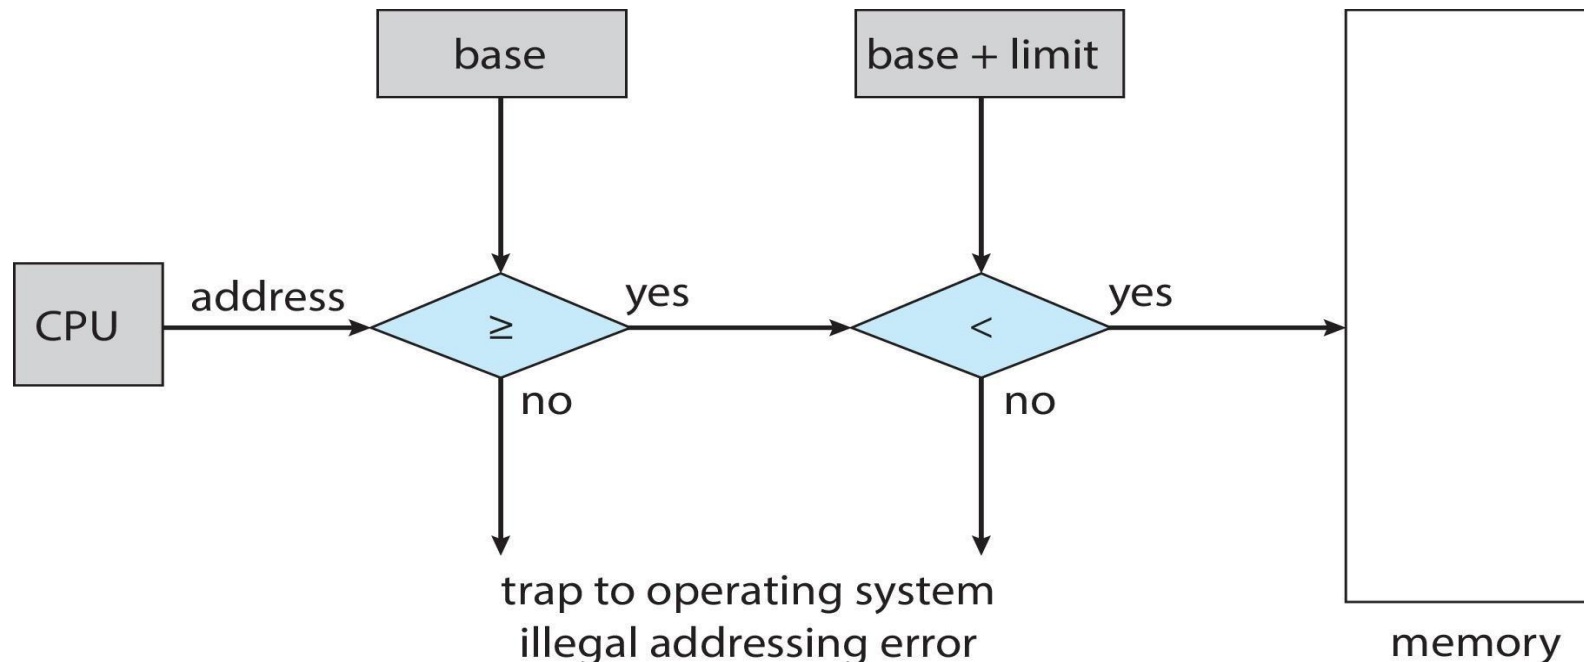 base
base + limit
CPU
address
≥
yes
<
yes
no
no
trap to operating system
illegal addressing error
memory